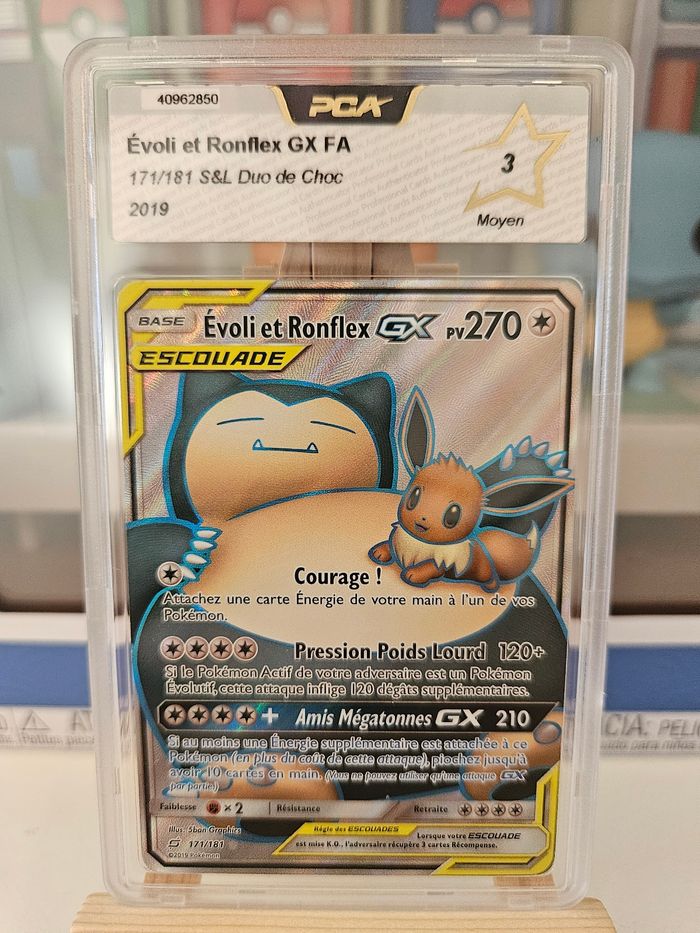 40962850
PCA
Évoli et Ronflex GX FA
171/181 S&L Duo de Choc
2019
3
Moyen
BASE
Évoli et Ronflex GX PV270
ESCOUADE
Courage !
Attachez une carte Énergie de votre main à l'un de vos
Pokémon.
Pression Poids Lourd 120+
Si le Pokémon Actif de votre adversaire est un Pokémon
Évolutif, cette attaque inflige 120 dégâts supplémentaires.
+ Amis Mégatonnes GX 210
Si au moins une Énergie supplémentaire est attachée à ce
Pokémon (en plus du coût de cette attaque), piochez jusqu'à
avoir 10 cartes en main. (Vous ne pouvez utiliser qu'une attaque GX
par partie.)
Faiblesse ×2 Résistance Retraite
Illus. 5ban Graphics
171/181
©2019 Pokémon
Règle des ESCOUADES
Lorsque votre ESCOUADE
est mise K.O., l'adversaire récupère 3 cartes Récompense.